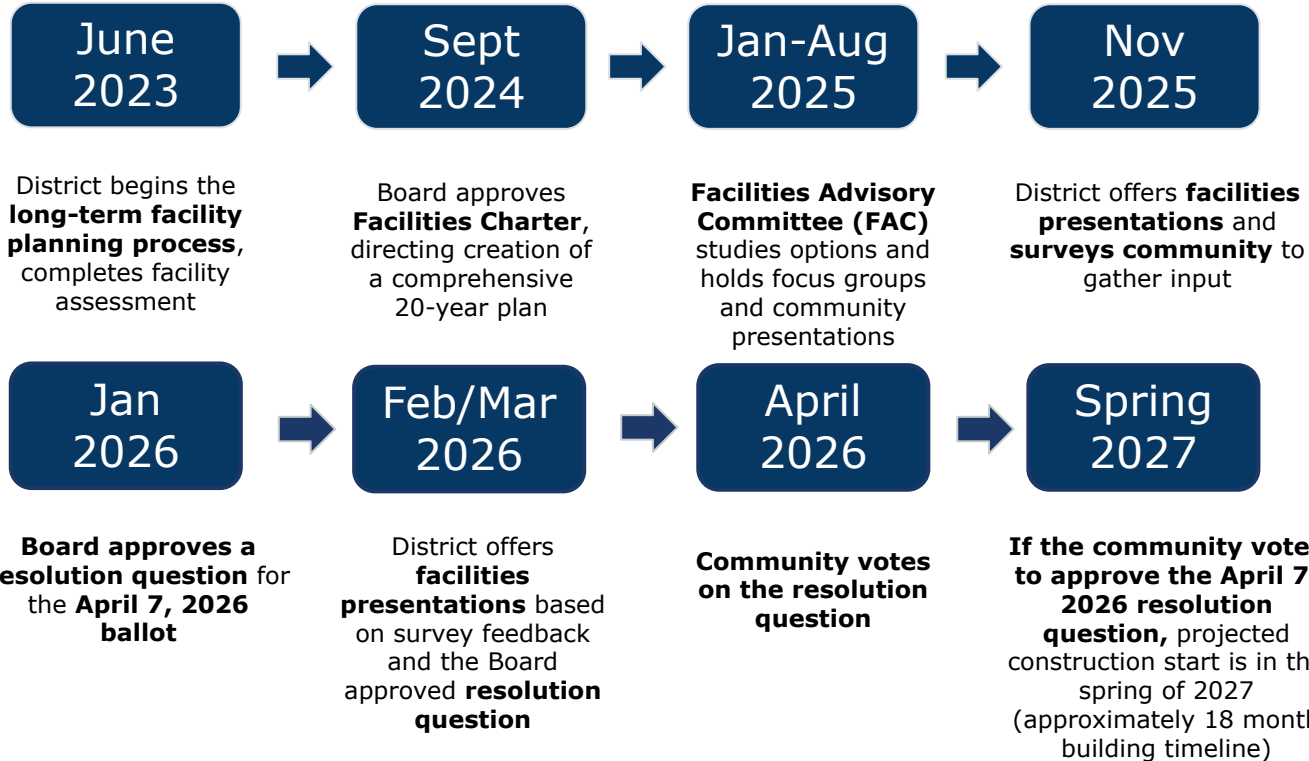 June
2023
Sept
2024
Jan-Aug
2025
Nov
2025
District begins the
long-term facility
planning process,
completes facility
assessment
Board approves
Facilities Charter,
directing creation of
a comprehensive
20-year plan
Facilities Advisory
Committee (FAC)
studies options and
holds focus groups
and community
presentations
District offers facilities
presentations and
surveys community to
gather input
Jan
2026
Feb/Mar
2026
April
2026
Spring
2027
Board approves a
esolution question for
the April 7, 2026
ballot
District offers
facilities
presentations based
on survey feedback
and the Board
approved resolution
question
Community votes
on the resolution
question
If the community vote
to approve the April 7
2026 resolution
question, projected
construction start is in th
spring of 2027
(approximately 18 month
building timeline)